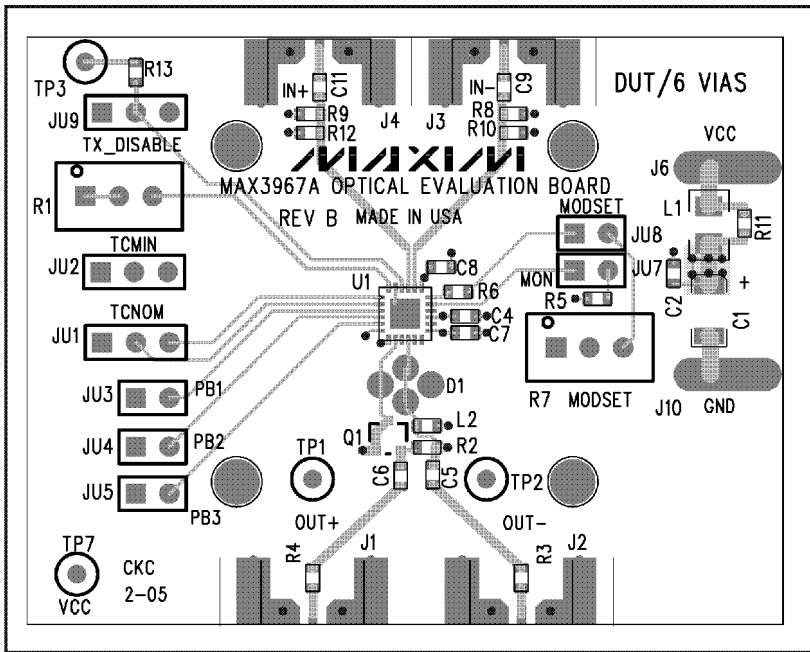 R13
TP3
JU9
TX_DISABLE
R1
JU2
TCMIN
TCNOM
JU1
JU3
PB1
JU4
PB2
JU5
PB3
TP7
VCC
CKC
2-05
IN+
C11
R9
R12
J4
J3
IN-
C9
R8
R10
DUT/6 VIAS
MAXIM
MAX3967A OPTICAL EVALUATION BOARD
REV B MADE IN USA
MODSET
JU8
JU7
MON
VCC
J6
L1
R11
C2
+
C1
J10
GND
U1
C8
R6
C4
C7
R5
R7 MODSET
D1
Q1
L2
R2
C6
C5
TP1
TP2
OUT+
OUT-
R4
J1
R3
J2